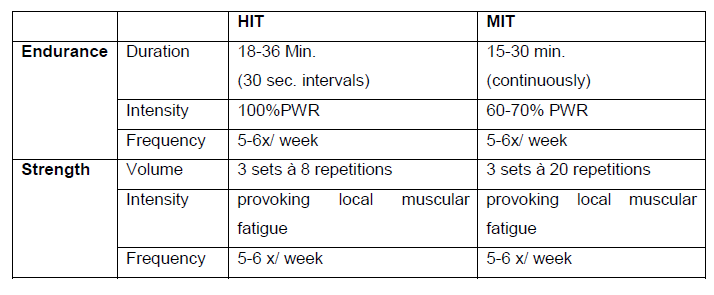 HIT MIT
Endurance Duration 18-36 Min. 15-30 min.
(30 sec. intervals) (continuously)
Intensity 100%PWR 60-70% PWR
Frequency 5-6x/ week 5-6x/ week
Strength Volume 3 sets à 8 repetitions 3 sets à 20 repetitions
Intensity provoking local muscular provoking local muscular
fatigue fatigue
Frequency 5-6 x/ week 5-6 x/ week